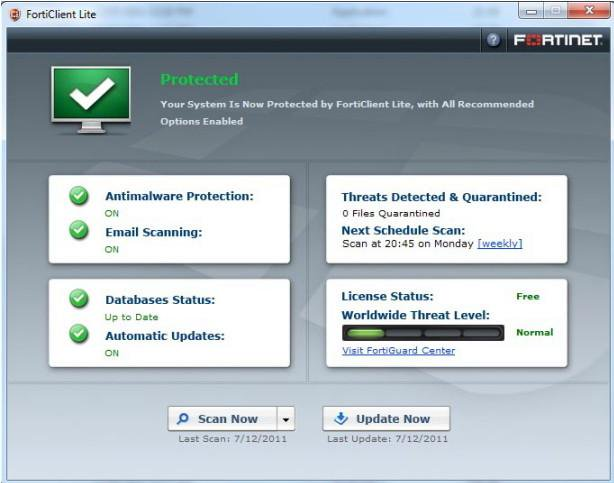 FortiClient Lite
FORTINET
Protected
Your System Is Now Protected by FortiClient Lite, with All Recommended
Options Enabled
Antimalware Protection:
ON
Email Scanning:
ON
Threats Detected & Quarantined:
0 Files Quarantined
Next Schedule Scan:
Scan at 20:45 on Monday [weekly]
Databases Status:
Up to Date
Automatic Updates:
ON
License Status: Free
Worldwide Threat Level:
Normal
Visit FortiGuard Center
Scan Now
Last Scan: 7/12/2011
Update Now
Last Update: 7/12/2011